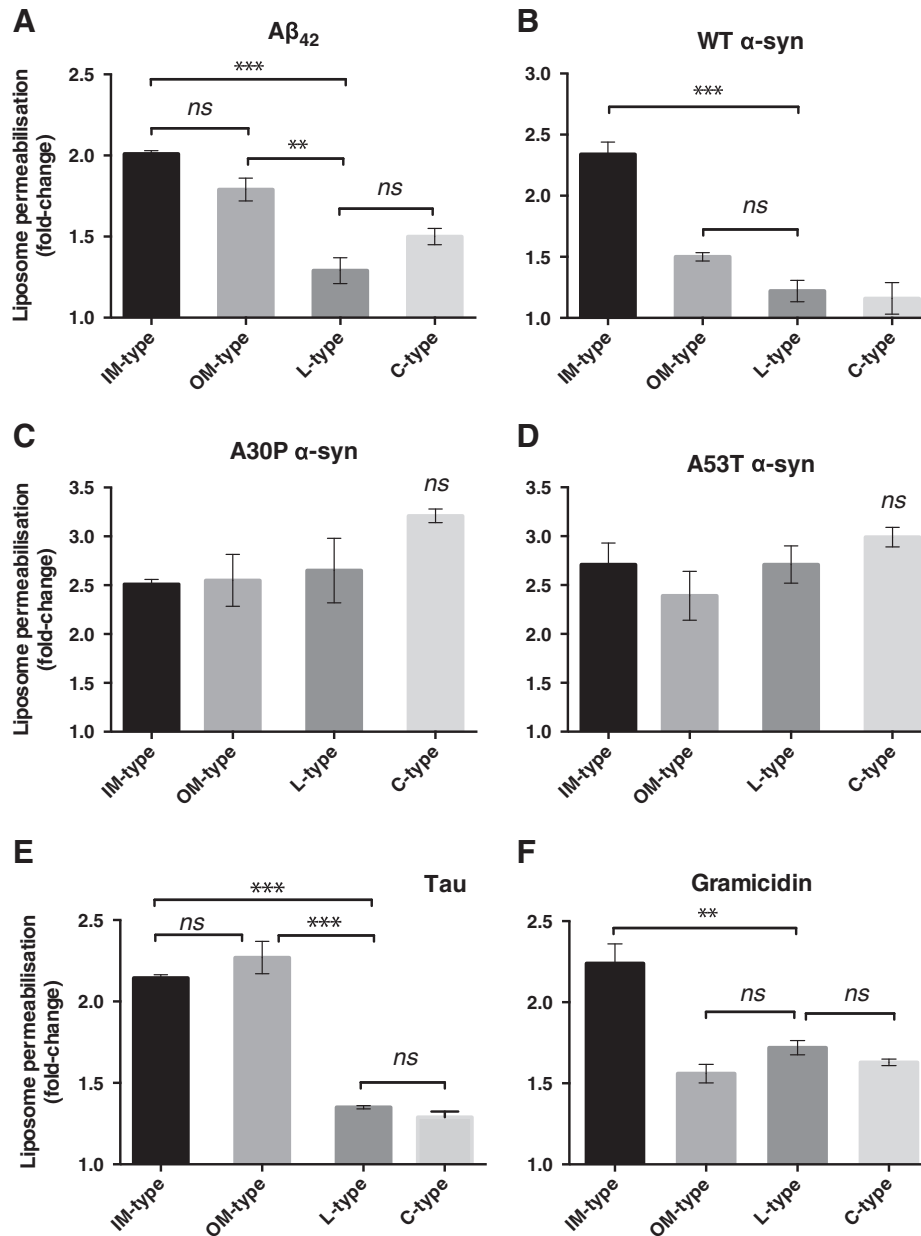 A
Aβ42
Liposome permeabilisation
(fold-change)
2.5
2.0
1.5
1.0
***
ns
**
ns
IM-type
OM-type
L-type
C-type
B
WT α-syn
3.0
2.5
2.0
1.5
1.0
***
ns
IM-type
OM-type
L-type
C-type
C
A30P α-syn
Liposome permeabilisation
(fold-change)
3.5
3.0
2.5
2.0
1.5
1.0
ns
IM-type
OM-type
L-type
C-type
D
A53T α-syn
3.5
3.0
2.5
2.0
1.5
1.0
ns
IM-type
OM-type
L-type
C-type
E
Tau
Liposome permeabilisation
(fold-change)
2.5
2.0
1.5
1.0
***
ns
***
ns
IM-type
OM-type
L-type
C-type
F
Gramicidin
2.5
2.0
1.5
1.0
**
ns
ns
IM-type
OM-type
L-type
C-type